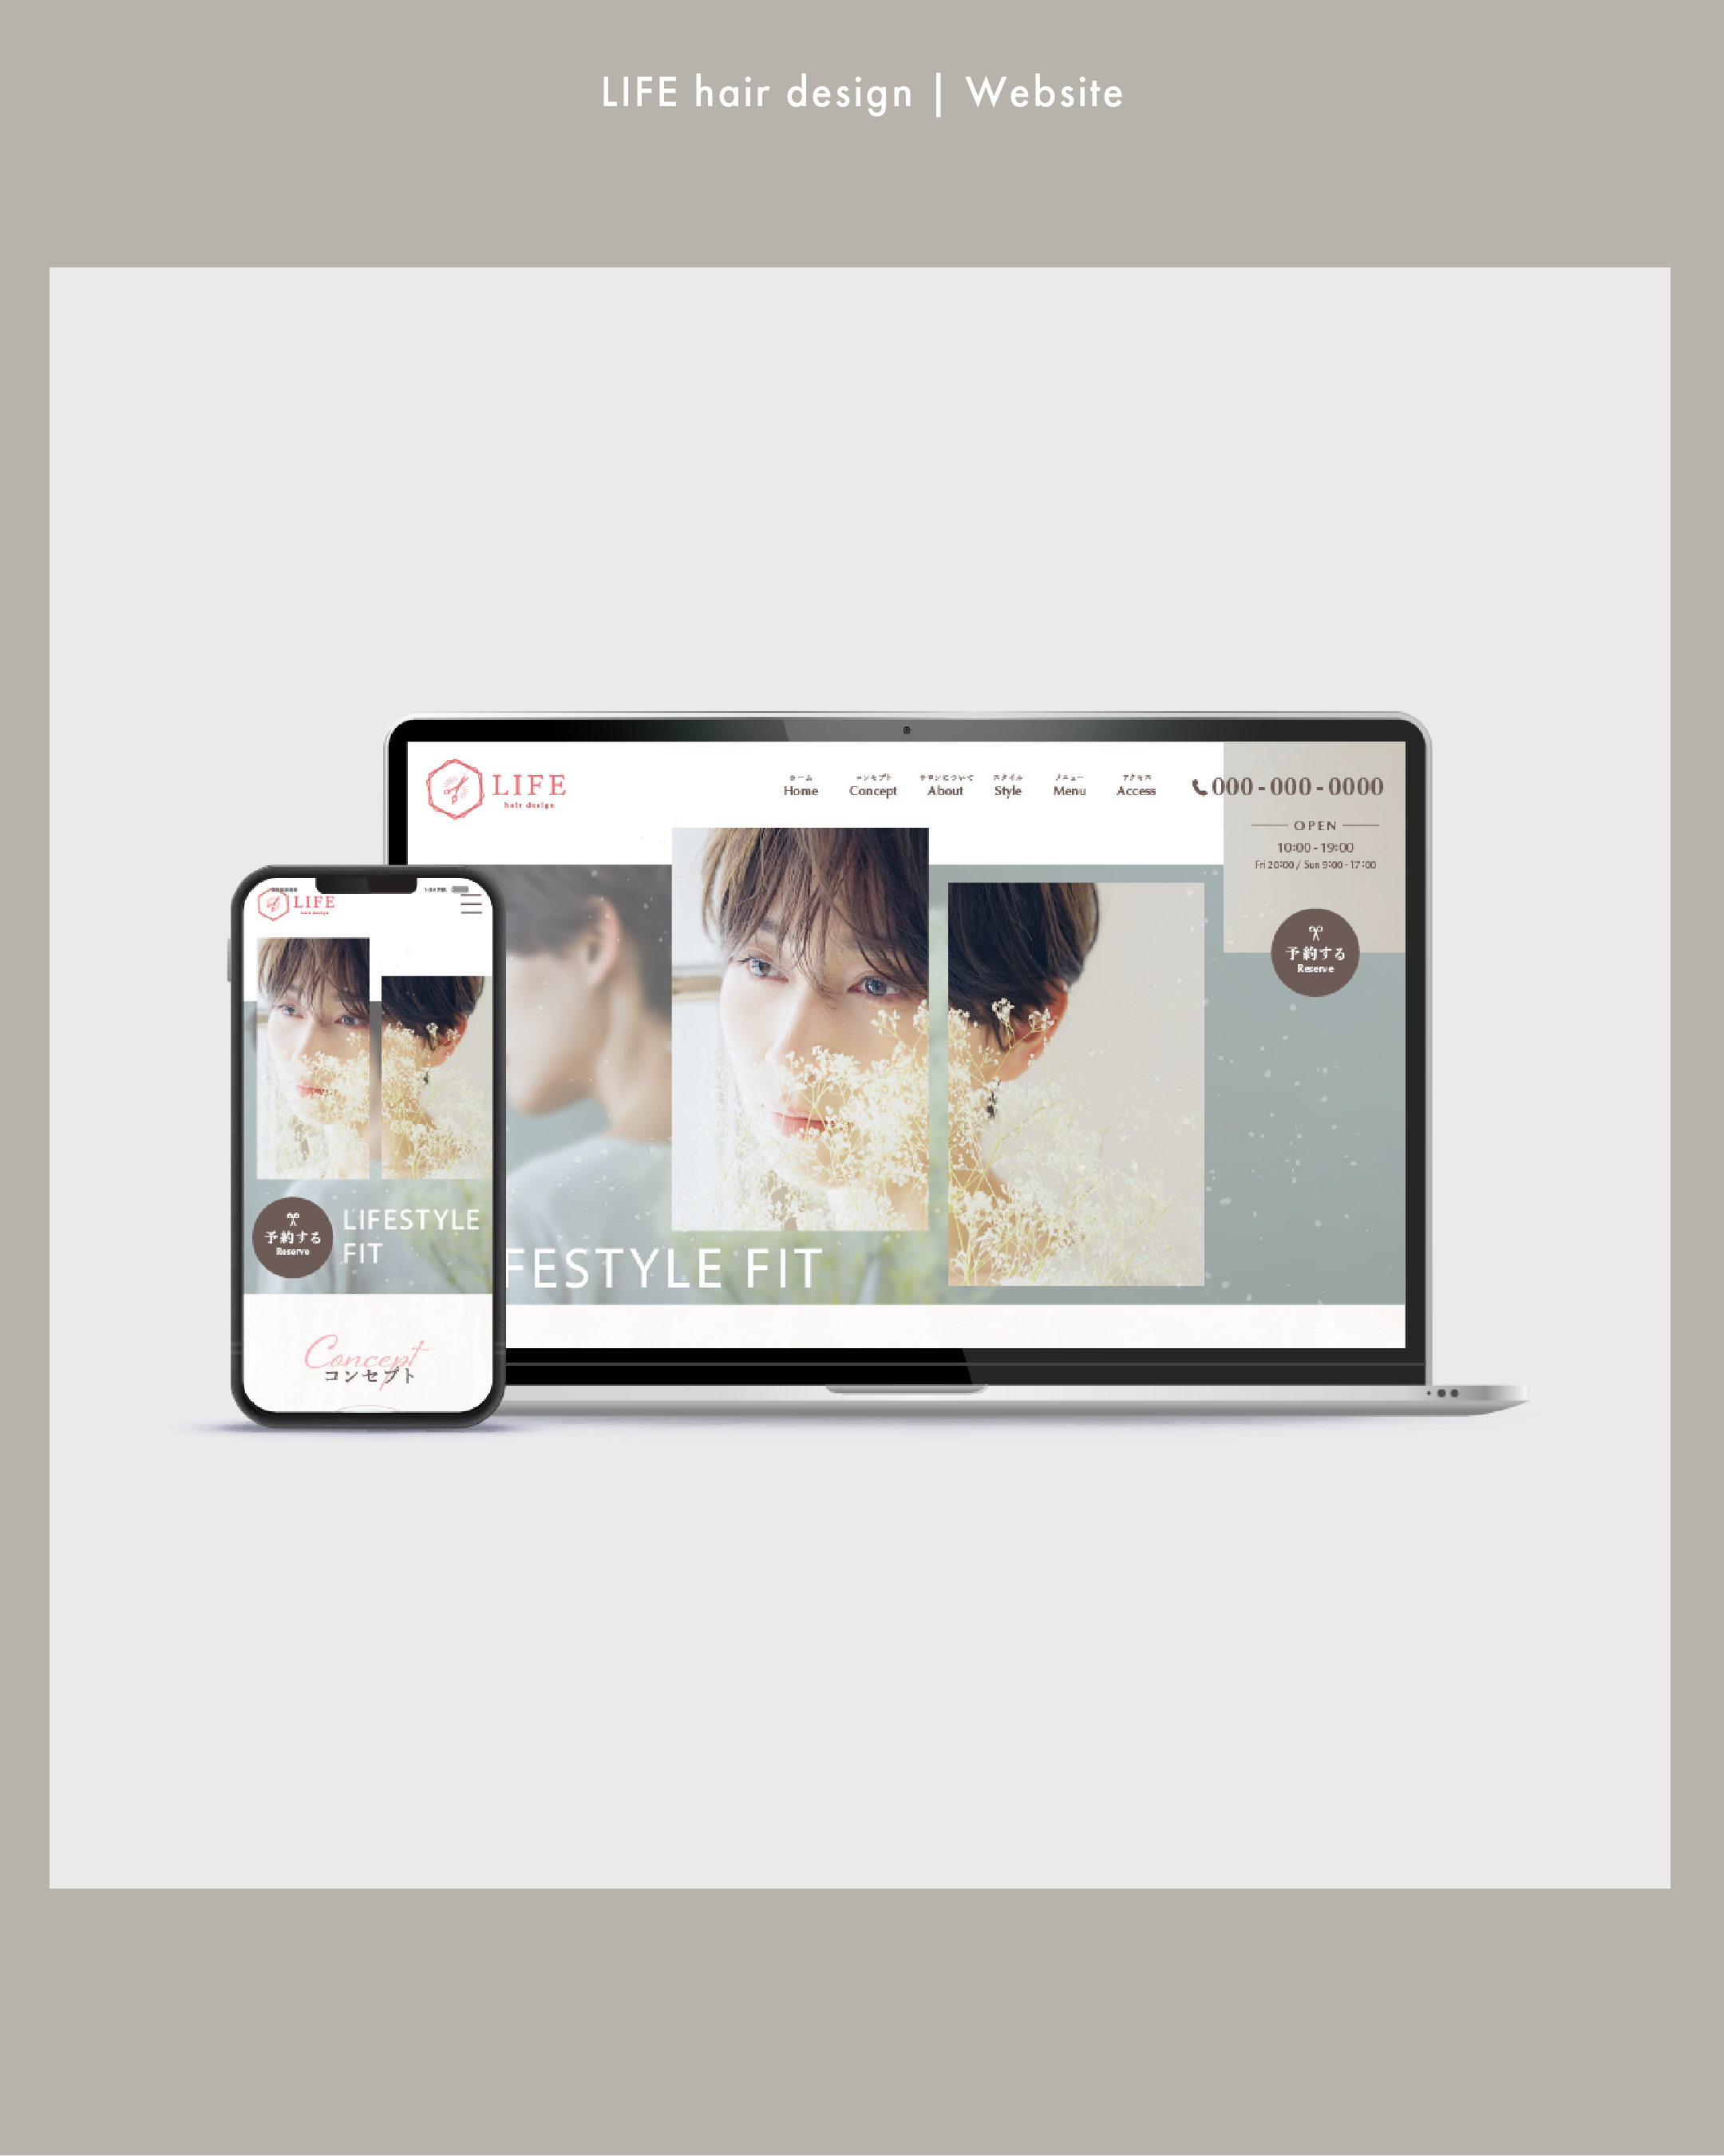 LIFE hair design | Website
LIFE
hair design
ホーム コンセプト サロンについて スタイル メニュー アクセス
Home Concept About Style Menu Access
000-000-0000
OPEN
10:00-19:00
Fri 20:00 / Sun 9:00-17:00
予約する
Reserve
FESTYLE FIT
LIFE
hair design
予約する
Reserve
LIFESTYLE
FIT
Concept
コンセプト